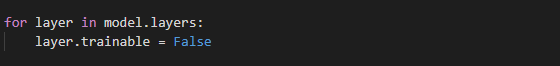 for layer in model.layers:
    layer.trainable = False